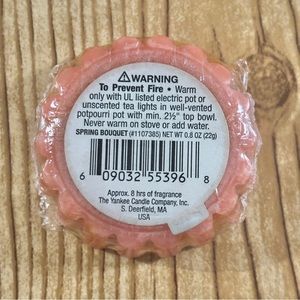 ⚠WARNING
To Prevent Fire • Warm
only with UL listed electric pot or
unscented tea lights in well-vented
potpourri pot with min. 2½" top bowl.
Never warm on stove or add water.
SPRING BOUQUET (#1107385) NET WT 0.8 OZ (22g)
6 09032 55396 8
Approx. 8 hrs of fragrance
The Yankee Candle Company, Inc.
S. Deerfield, MA
USA